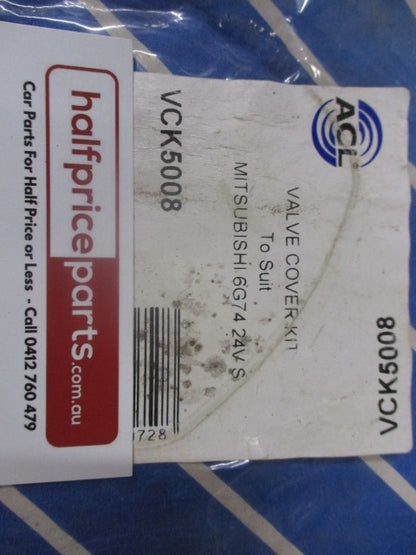 halfpriceparts.com.au
Car Parts For Half Price or Less - Call 0412 760 479
ACL
VCK5008
VALVE COVER KIT
To Suit
MITSUBISHI 6G74 24V S
728
VCK5008